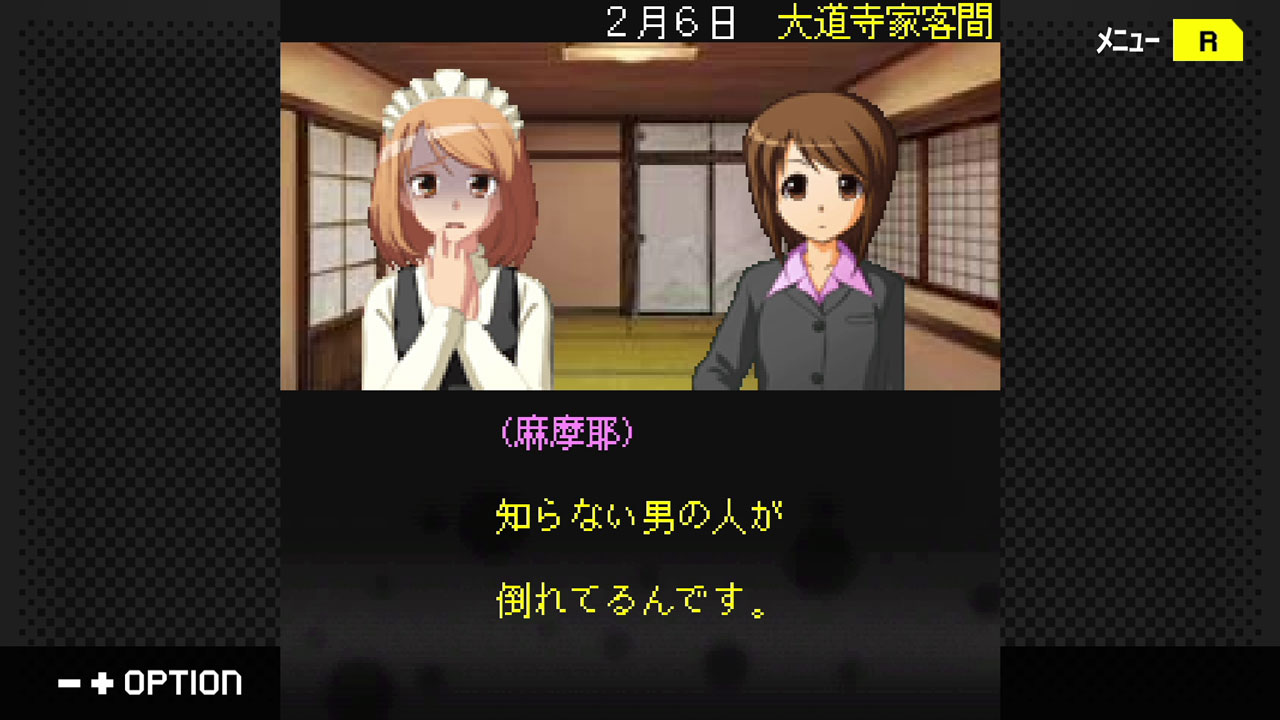 ２月６日　大道寺家客間
メニュー R
（麻摩耶）
知らない男の人が
倒れてるんです。
OPTION